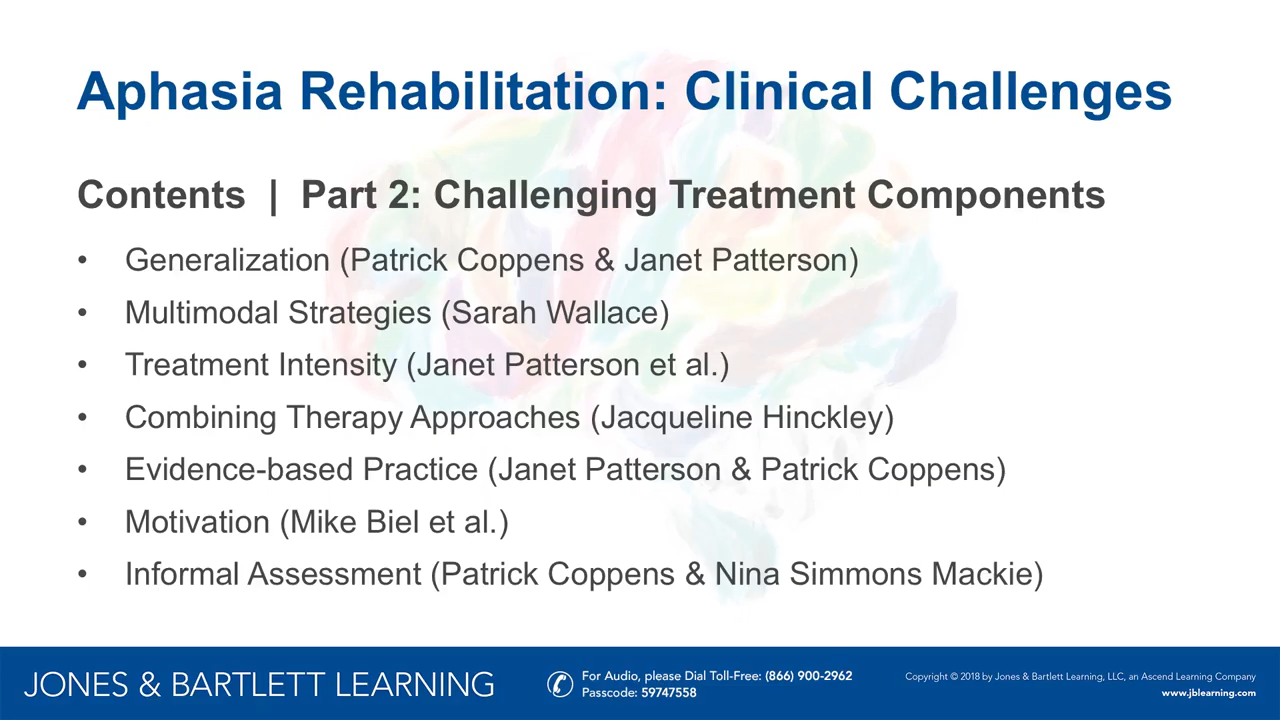 Aphasia Rehabilitation: Clinical Challenges
Contents | Part 2: Challenging Treatment Components
• Generalization (Patrick Coppens & Janet Patterson)
• Multimodal Strategies (Sarah Wallace)
• Treatment Intensity (Janet Patterson et al.)
• Combining Therapy Approaches (Jacqueline Hinckley)
• Evidence-based Practice (Janet Patterson & Patrick Coppens)
• Motivation (Mike Biel et al.)
• Informal Assessment (Patrick Coppens & Nina Simmons Mackie)
JONES & BARTLETT LEARNING
For Audio, please Dial Toll-Free: (866) 900-2962
Passcode: 59747558
Copyright © 2018 by Jones & Bartlett Learning, LLC, an Ascend Learning Company
www.jblearning.com